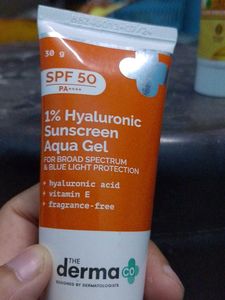 30 g
SPF 50
PA++++
1% Hyaluronic
Sunscreen
Aqua Gel
FOR BROAD SPECTRUM
& BLUE LIGHT PROTECTION
+ hyaluronic acid
+ vitamin E
+ fragrance-free
THE
derma co
DESIGNED BY DERMATOLOGISTS